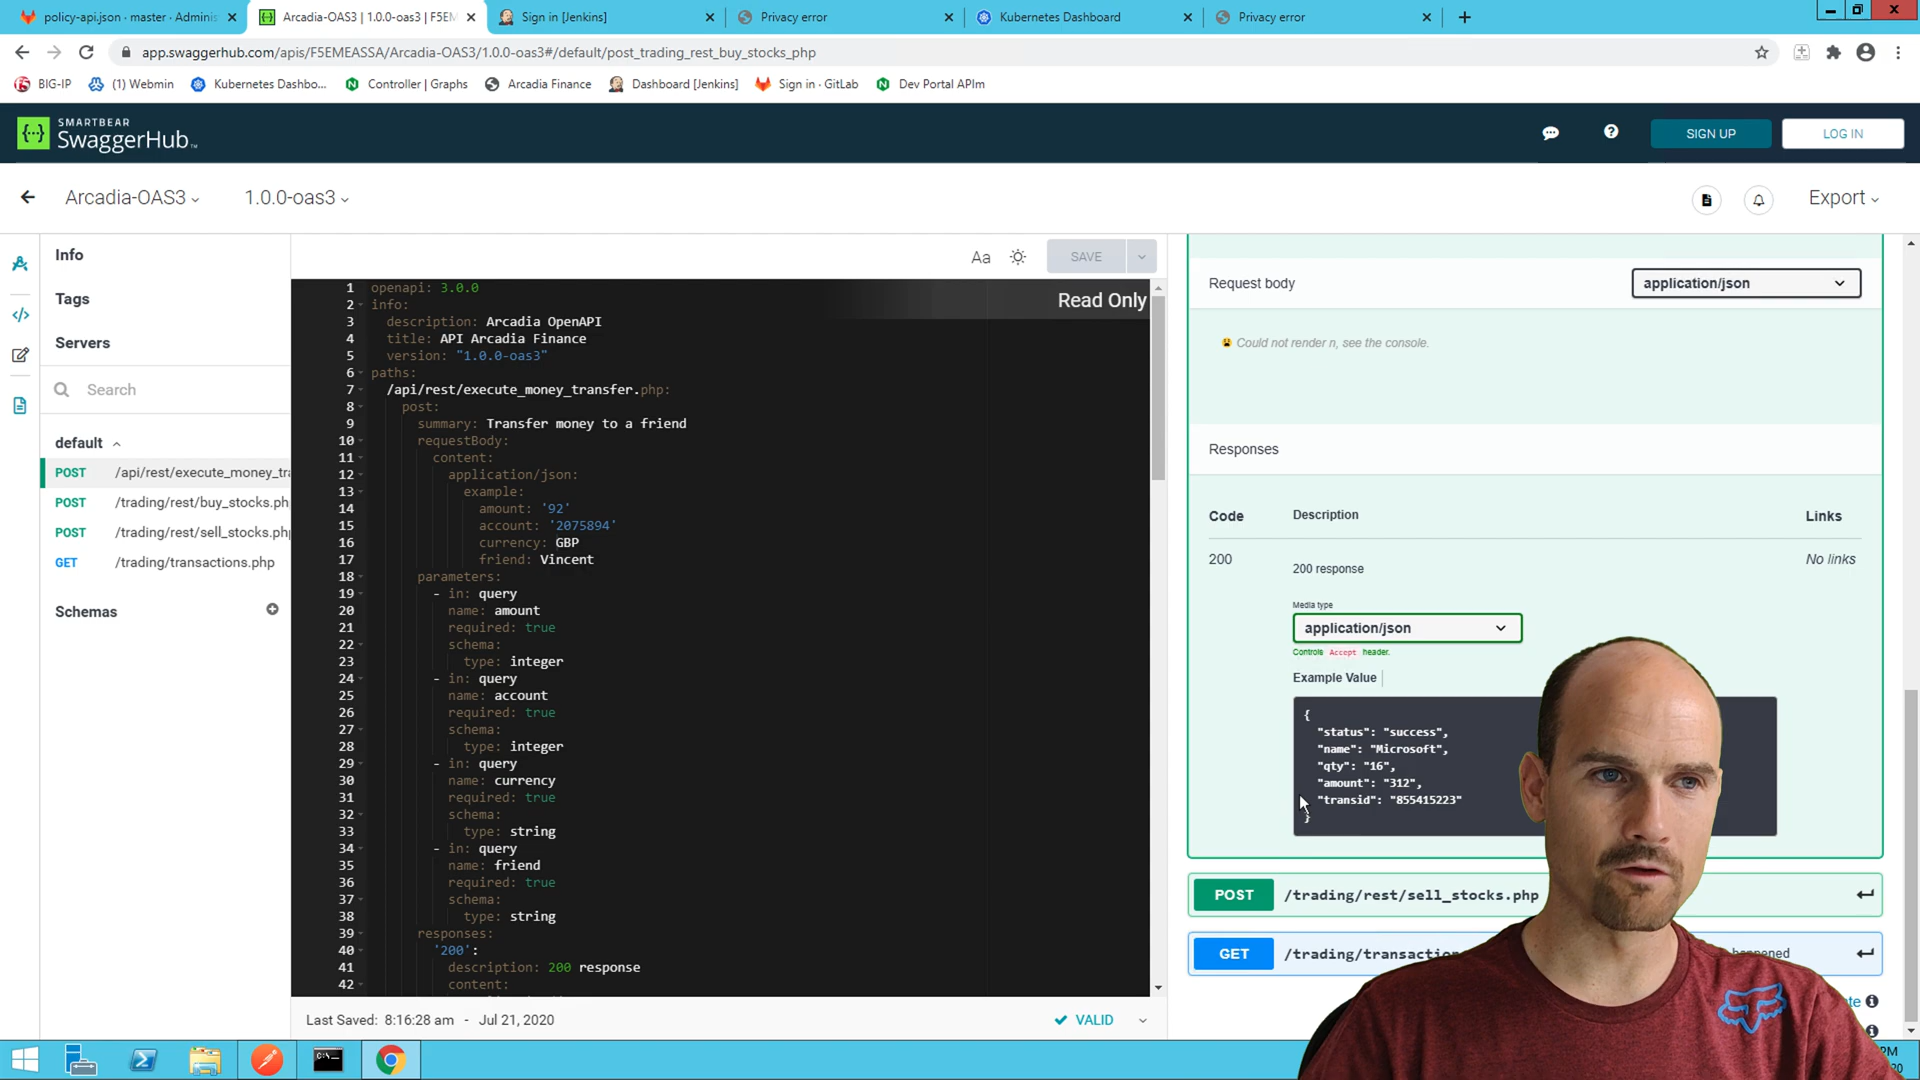 policy-api.json · master · Adminis
Arcadia-OAS3 | 1.0.0-oas3 | F5EM
Sign in [Jenkins]
Privacy error
Kubernetes Dashboard
Privacy error
app.swaggerhub.com/apis/F5EMEASSA/Arcadia-OAS3/1.0.0-oas3#/default/post_trading_rest_buy_stocks_php
BIG-IP
(1) Webmin
Kubernetes Dashbo...
Controller | Graphs
Arcadia Finance
Dashboard [Jenkins]
Sign in · GitLab
Dev Portal APIm
SMARTBEAR
SwaggerHub
SIGN UP
LOG IN
Arcadia-OAS3
1.0.0-oas3
Export
Info
Tags
Servers
Search
default
POST /api/rest/execute_money_tra
POST /trading/rest/buy_stocks.ph
POST /trading/rest/sell_stocks.ph
GET /trading/transactions.php
Schemas
Aa
SAVE
Read Only
1 openapi: 3.0.0
2 info:
3 description: Arcadia OpenAPI
4 title: API Arcadia Finance
5 version: "1.0.0-oas3"
6 paths:
7 /api/rest/execute_money_transfer.php:
8 post:
9 summary: Transfer money to a friend
10 requestBody:
11 content:
12 application/json:
13 example:
14 amount: '92'
15 account: '2075894'
16 currency: GBP
17 friend: Vincent
18 parameters:
19 - in: query
20 name: amount
21 required: true
22 schema:
23 type: integer
24 - in: query
25 name: account
26 required: true
27 schema:
28 type: integer
29 - in: query
30 name: currency
31 required: true
32 schema:
33 type: string
34 - in: query
35 name: friend
36 required: true
37 schema:
38 type: string
39 responses:
40 '200':
41 description: 200 response
42 content:
Last Saved: 8:16:28 am - Jul 21, 2020
VALID
Request body
application/json
Could not render n, see the console.
Responses
Code Description Links
200 200 response No links
Media type
application/json
Controls Accept header.
Example Value
{
"status": "success",
"name": "Microsoft",
"qty": "16",
"amount": "312",
"transid": "855415223"
}
POST /trading/rest/sell_stocks.php
GET /trading/transactio
happened
PM
20
FOX